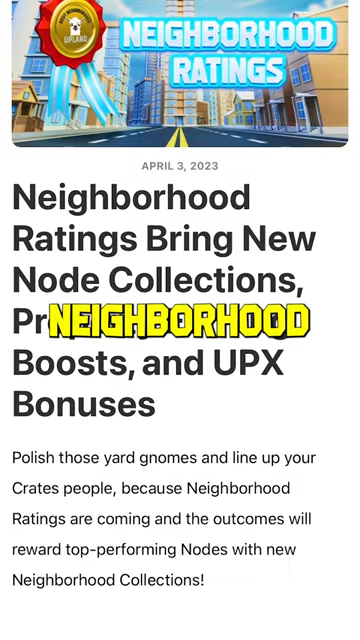 UPLAND
NEIGHBORHOOD
RATINGS
APRIL 3, 2023
Neighborhood
Ratings Bring New
Node Collections,
NEIGHBORHOOD
Boosts, and UPX
Bonuses
Polish those yard gnomes and line up your
Crates people, because Neighborhood
Ratings are coming and the outcomes will
reward top-performing Nodes with new
Neighborhood Collections!